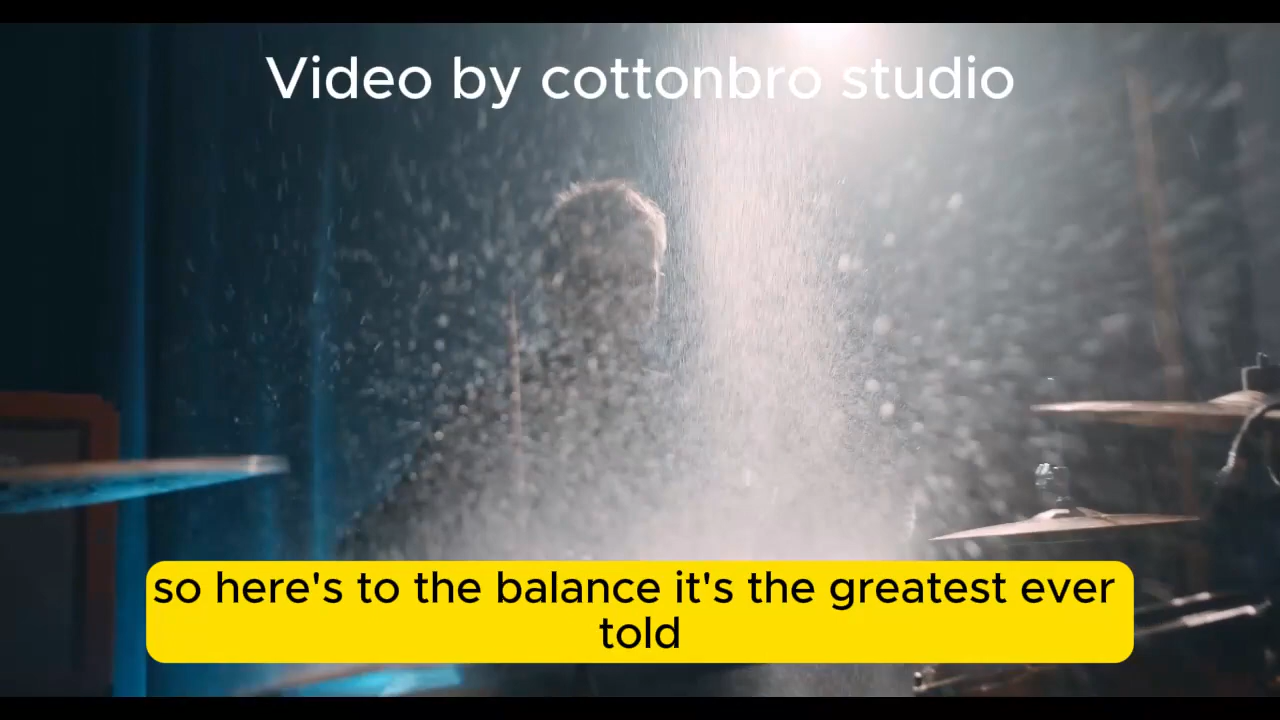 Video by cottonbro studio
so here's to the balance it's the greatest ever
told